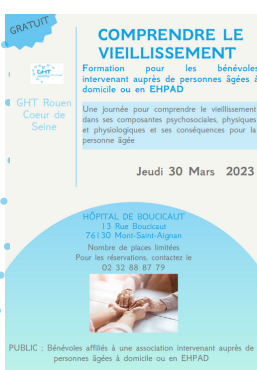 GRATUIT
COMPRENDRE LE
VIEILLISSEMENT
Formation pour les bénévoles
intervenant auprès de personnes âgées à
domicile ou en EHPAD
GHT
GHT Rouen
Coeur de
Seine
Une journée pour comprendre le vieillissement
dans ses composantes psychosociales, physiques
et physiologiques et ses conséquences pour la
personne âgée
Jeudi 30 Mars 2023
HÔPITAL DE BOUCICAUT
13 Rue Boucicaut
76130 Mont-Saint-Aignan
Nombre de places limitées
Pour les réservations, contactez le
02 32 88 87 79
PUBLIC : Bénévoles affiliés à une association intervenant auprès de
personnes âgées à domicile ou en EHPAD